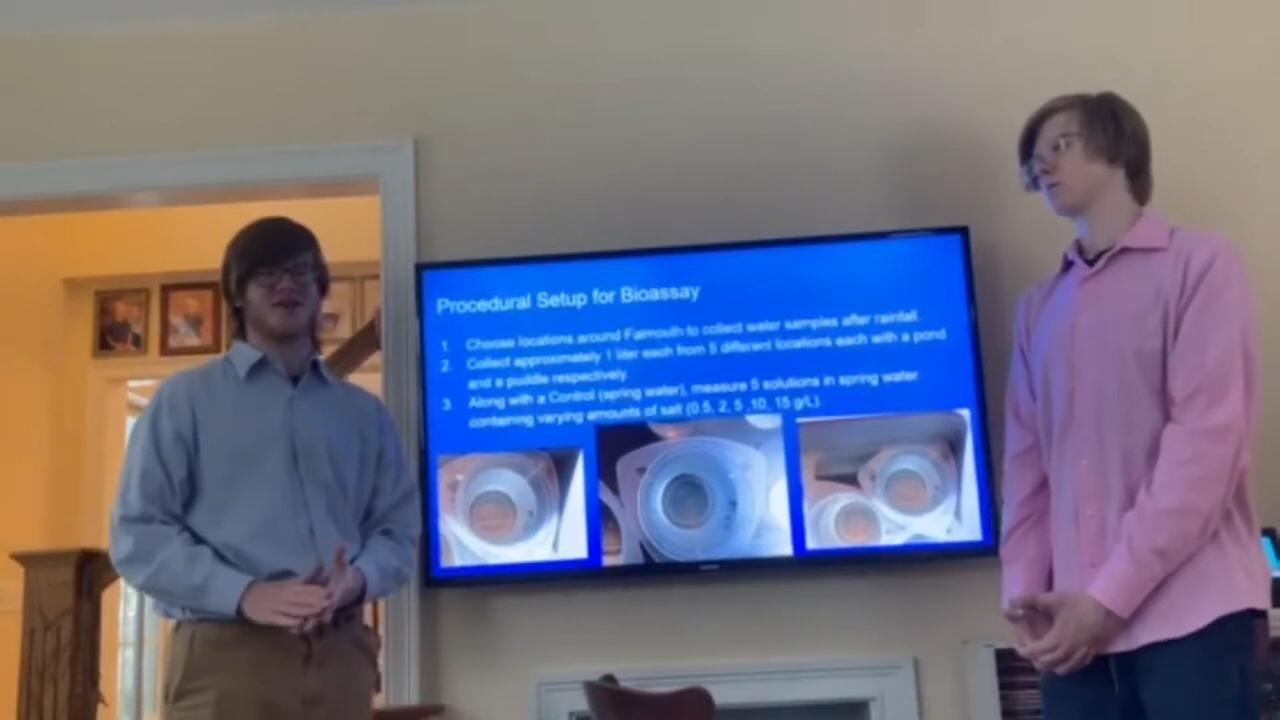 Procedural Setup for Bioassay
1. Choose locations around Falmouth to collect water samples after rainfall.
2. Collect approximately 1 liter each from 5 different locations each with a pond
and a puddle respectively.
3. Along with a Control (spring water), measure 5 solutions in spring water
containing varying amounts of salt (0.5, 2, 5 ,10, 15 g/L)